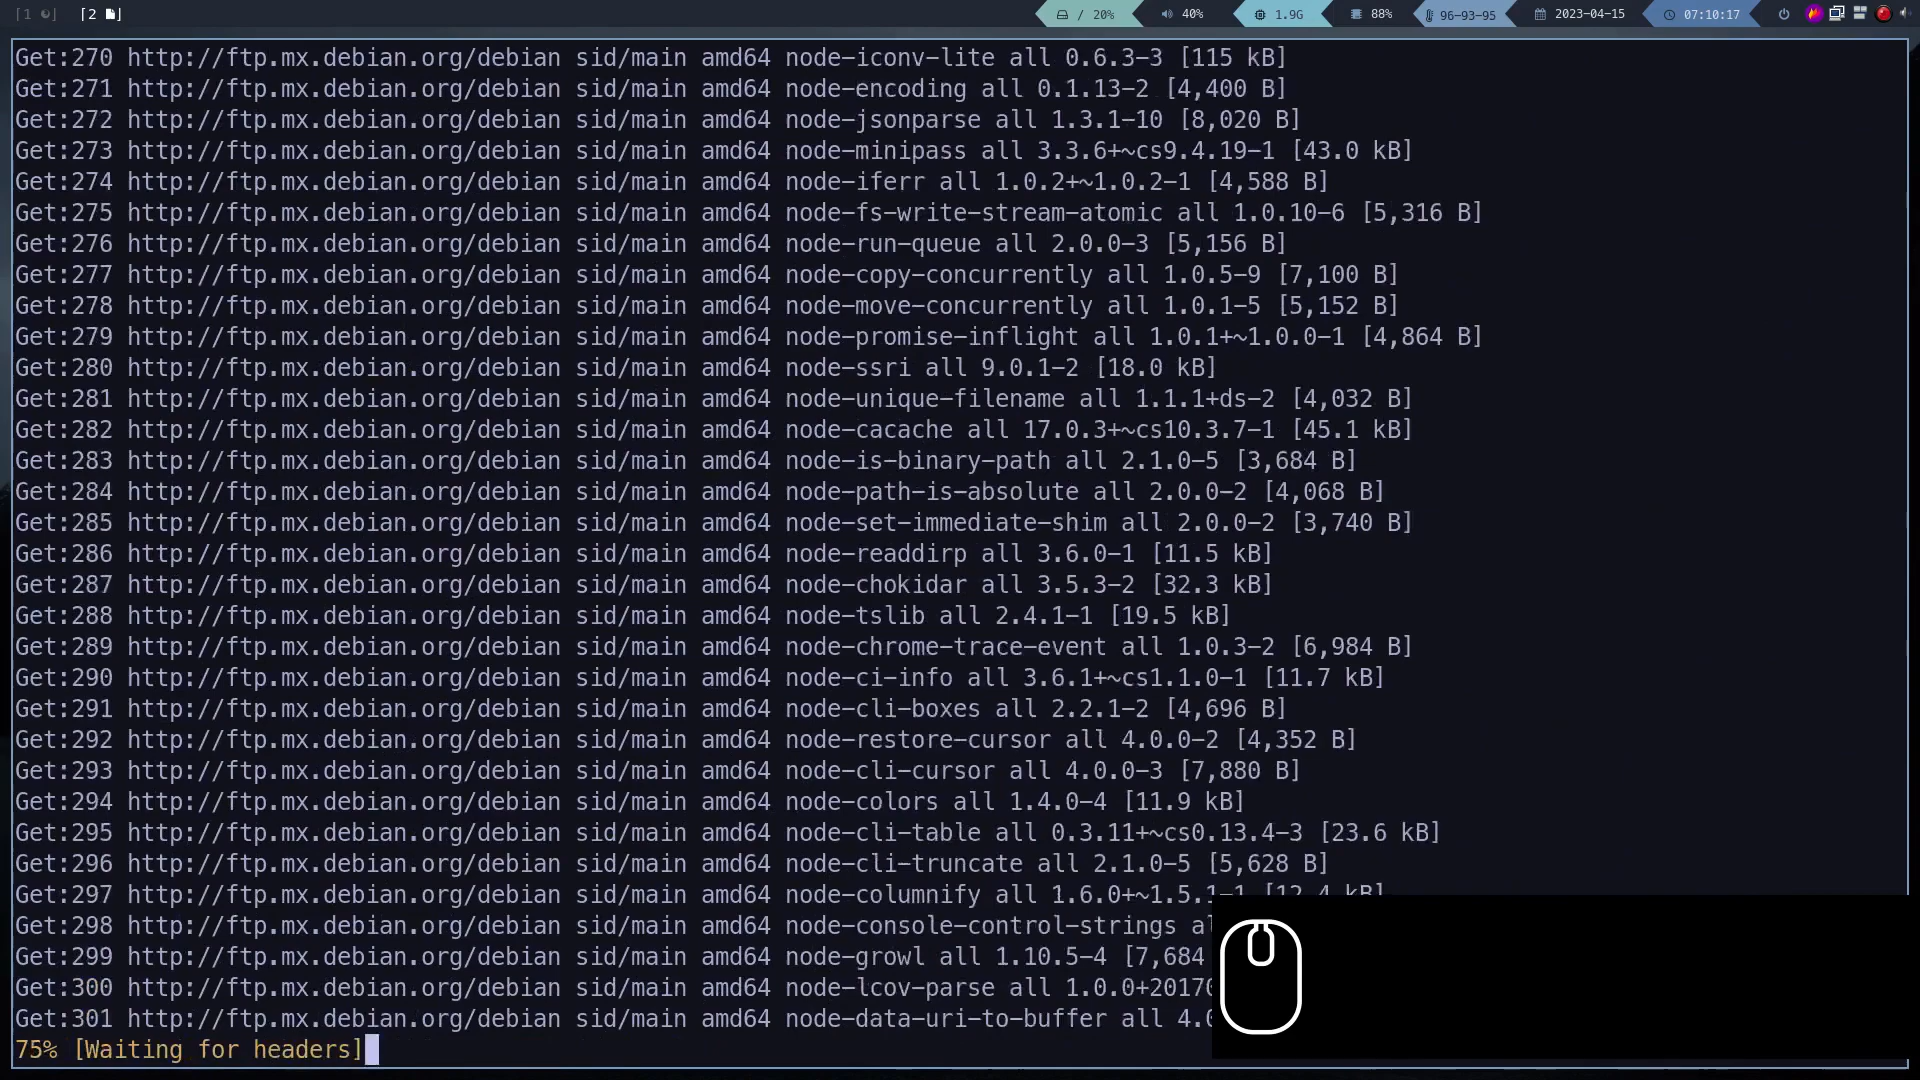 [1 ] [2 ] / 20% 40% 1.9G 88% 96-93-95 2023-04-15 07:10:17
Get:270 http://ftp.mx.debian.org/debian sid/main amd64 node-iconv-lite all 0.6.3-3 [115 kB]
Get:271 http://ftp.mx.debian.org/debian sid/main amd64 node-encoding all 0.1.13-2 [4,400 B]
Get:272 http://ftp.mx.debian.org/debian sid/main amd64 node-jsonparse all 1.3.1-10 [8,020 B]
Get:273 http://ftp.mx.debian.org/debian sid/main amd64 node-minipass all 3.3.6+~cs9.4.19-1 [43.0 kB]
Get:274 http://ftp.mx.debian.org/debian sid/main amd64 node-iferr all 1.0.2+~1.0.2-1 [4,588 B]
Get:275 http://ftp.mx.debian.org/debian sid/main amd64 node-fs-write-stream-atomic all 1.0.10-6 [5,316 B]
Get:276 http://ftp.mx.debian.org/debian sid/main amd64 node-run-queue all 2.0.0-3 [5,156 B]
Get:277 http://ftp.mx.debian.org/debian sid/main amd64 node-copy-concurrently all 1.0.5-9 [7,100 B]
Get:278 http://ftp.mx.debian.org/debian sid/main amd64 node-move-concurrently all 1.0.1-5 [5,152 B]
Get:279 http://ftp.mx.debian.org/debian sid/main amd64 node-promise-inflight all 1.0.1+~1.0.0-1 [4,864 B]
Get:280 http://ftp.mx.debian.org/debian sid/main amd64 node-ssri all 9.0.1-2 [18.0 kB]
Get:281 http://ftp.mx.debian.org/debian sid/main amd64 node-unique-filename all 1.1.1+ds-2 [4,032 B]
Get:282 http://ftp.mx.debian.org/debian sid/main amd64 node-cacache all 17.0.3+~cs10.3.7-1 [45.1 kB]
Get:283 http://ftp.mx.debian.org/debian sid/main amd64 node-is-binary-path all 2.1.0-5 [3,684 B]
Get:284 http://ftp.mx.debian.org/debian sid/main amd64 node-path-is-absolute all 2.0.0-2 [4,068 B]
Get:285 http://ftp.mx.debian.org/debian sid/main amd64 node-set-immediate-shim all 2.0.0-2 [3,740 B]
Get:286 http://ftp.mx.debian.org/debian sid/main amd64 node-readdirp all 3.6.0-1 [11.5 kB]
Get:287 http://ftp.mx.debian.org/debian sid/main amd64 node-chokidar all 3.5.3-2 [32.3 kB]
Get:288 http://ftp.mx.debian.org/debian sid/main amd64 node-tslib all 2.4.1-1 [19.5 kB]
Get:289 http://ftp.mx.debian.org/debian sid/main amd64 node-chrome-trace-event all 1.0.3-2 [6,984 B]
Get:290 http://ftp.mx.debian.org/debian sid/main amd64 node-ci-info all 3.6.1+~cs1.1.0-1 [11.7 kB]
Get:291 http://ftp.mx.debian.org/debian sid/main amd64 node-cli-boxes all 2.2.1-2 [4,696 B]
Get:292 http://ftp.mx.debian.org/debian sid/main amd64 node-restore-cursor all 4.0.0-2 [4,352 B]
Get:293 http://ftp.mx.debian.org/debian sid/main amd64 node-cli-cursor all 4.0.0-3 [7,880 B]
Get:294 http://ftp.mx.debian.org/debian sid/main amd64 node-colors all 1.4.0-4 [11.9 kB]
Get:295 http://ftp.mx.debian.org/debian sid/main amd64 node-cli-table all 0.3.11+~cs0.13.4-3 [23.6 kB]
Get:296 http://ftp.mx.debian.org/debian sid/main amd64 node-cli-truncate all 2.1.0-5 [5,628 B]
Get:297 http://ftp.mx.debian.org/debian sid/main amd64 node-columnify all 1.6.0+~1.5.1-1 [12.4 kB]
Get:298 http://ftp.mx.debian.org/debian sid/main amd64 node-console-control-strings al
Get:299 http://ftp.mx.debian.org/debian sid/main amd64 node-growl all 1.10.5-4 [7,684
Get:300 http://ftp.mx.debian.org/debian sid/main amd64 node-lcov-parse all 1.0.0+2017
Get:301 http://ftp.mx.debian.org/debian sid/main amd64 node-data-uri-to-buffer all 4.0
75% [Waiting for headers]